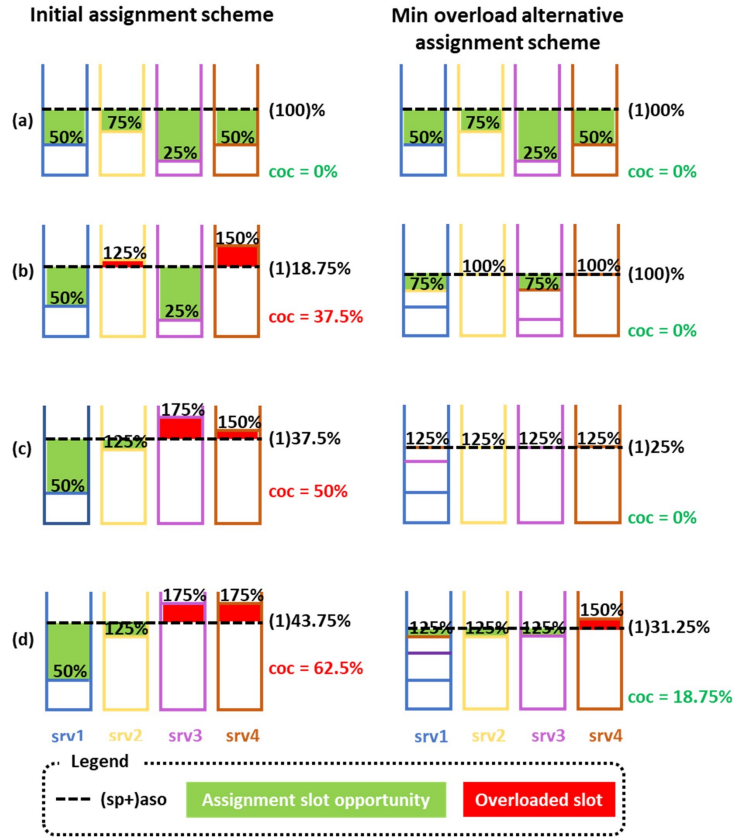 Initial assignment scheme
Min overload alternative
assignment scheme
(a)
50%
75%
25%
50%
(100)%
coc = 0%
50%
75%
25%
50%
(1)00%
coc = 0%
(b)
50%
125%
25%
150%
(1)18.75%
coc = 37.5%
75%
100%
75%
100%
(100)%
coc = 0%
(c)
50%
125%
175%
150%
(1)37.5%
coc = 50%
125%
125%
125%
125%
(1)25%
coc = 0%
(d)
50%
125%
175%
175%
(1)43.75%
coc = 62.5%
125%
125%
125%
150%
(1)31.25%
coc = 18.75%
srv1 srv2 srv3 srv4
srv1 srv2 srv3 srv4
Legend
(sp+)aso
Assignment slot opportunity
Overloaded slot